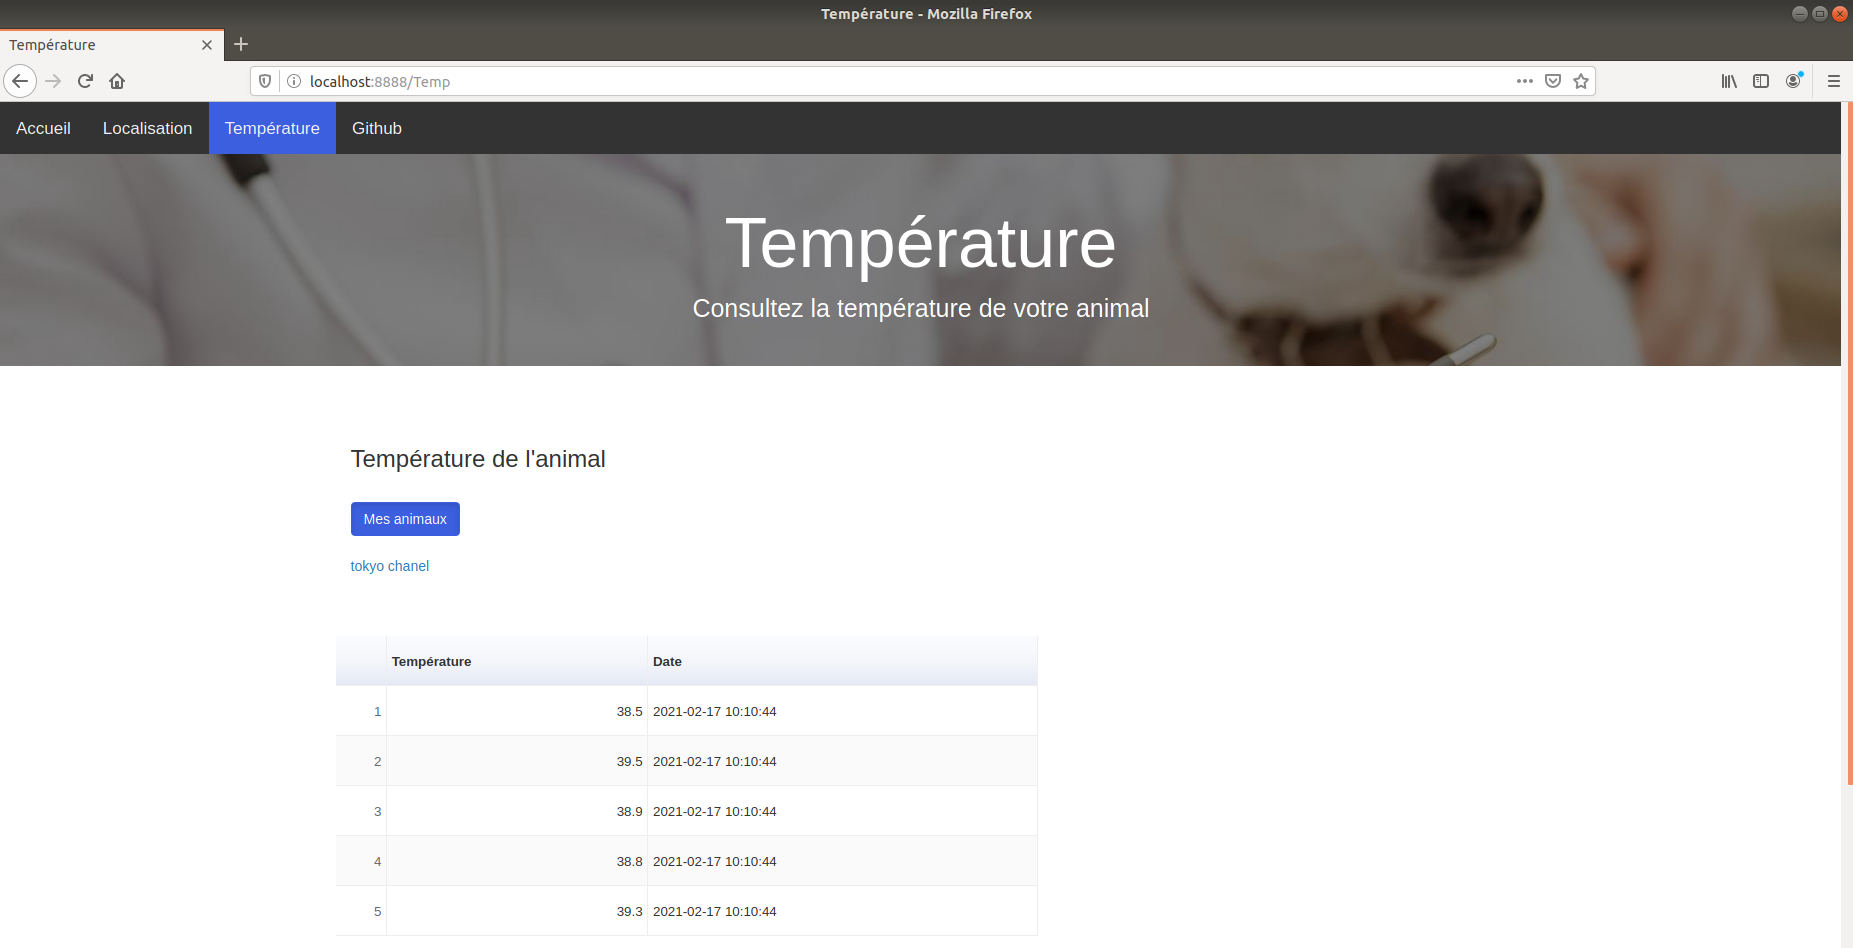 Température - Mozilla Firefox
Température
localhost:8888/Temp
Accueil Localisation Température Github
Température
Consultez la température de votre animal
Température de l'animal
Mes animaux
tokyo chanel
Température Date
1 38.5 2021-02-17 10:10:44
2 39.5 2021-02-17 10:10:44
3 38.9 2021-02-17 10:10:44
4 38.8 2021-02-17 10:10:44
5 39.3 2021-02-17 10:10:44